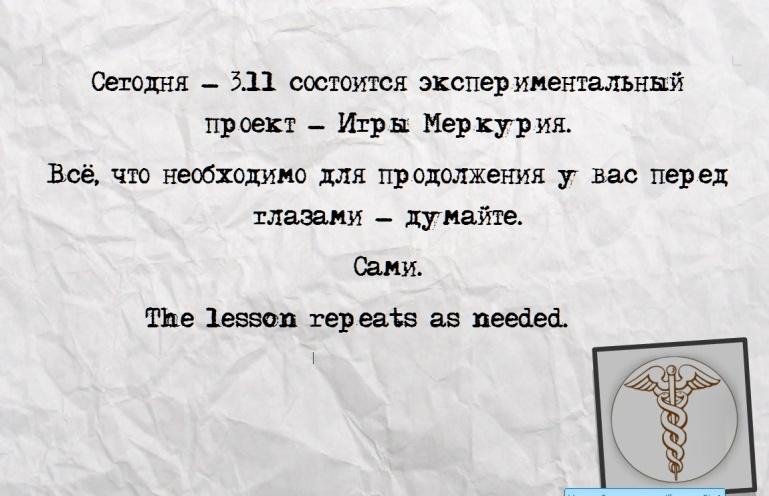 Сегодня – 3.11 состоится экспериментальный
проект – Игры Меркурия.
Всё, что необходимо для продолжения у вас перед
глазами – думайте.
Сами.
The lesson repeats as needed.